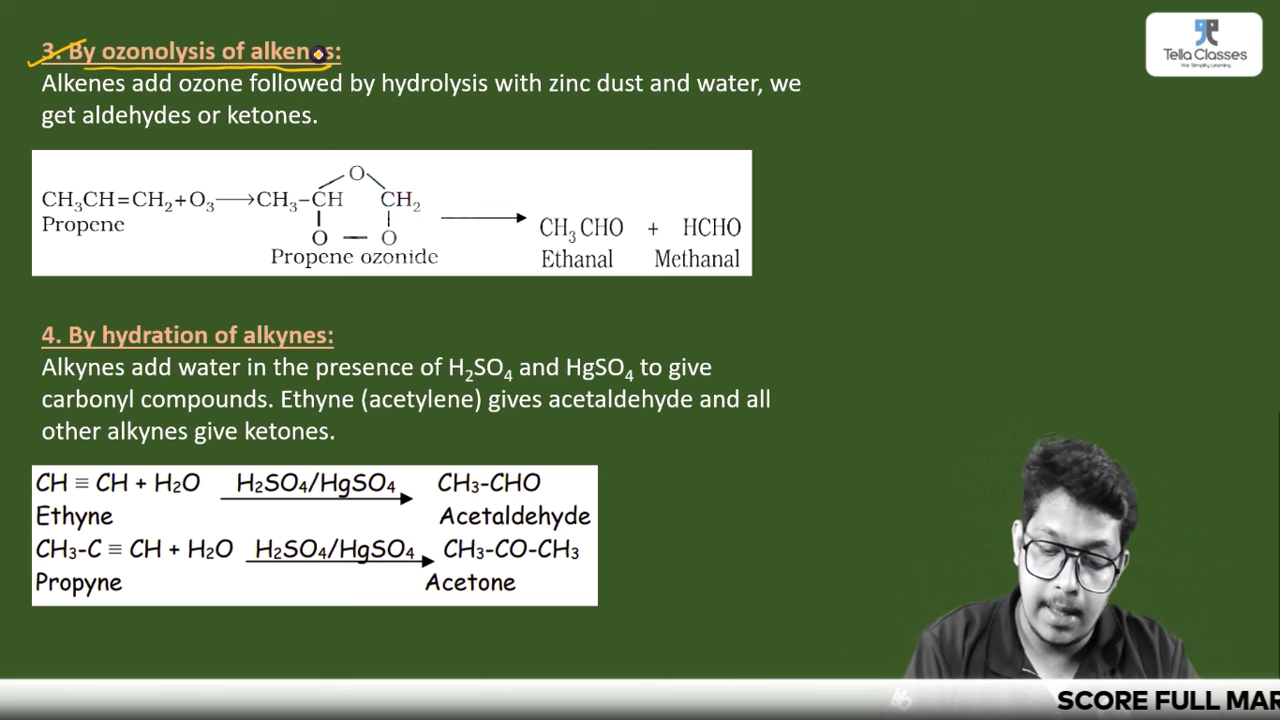 Tella Classes
We Simplify Learning
3. By ozonolysis of alkenes:
Alkenes add ozone followed by hydrolysis with zinc dust and water, we
get aldehydes or ketones.
O
CH₃CH=CH₂+O₃⟶CH₃–CH CH₂
Propene
O — O
Propene ozonide
CH₃CHO + HCHO
Ethanal Methanal
4. By hydration of alkynes:
Alkynes add water in the presence of H₂SO₄ and HgSO₄ to give
carbonyl compounds. Ethyne (acetylene) gives acetaldehyde and all
other alkynes give ketones.
CH ≡ CH + H₂O H₂SO₄/HgSO₄ CH₃-CHO
Ethyne Acetaldehyde
CH₃-C ≡ CH + H₂O H₂SO₄/HgSO₄ CH₃-CO-CH₃
Propyne Acetone
SCORE FULL MAR